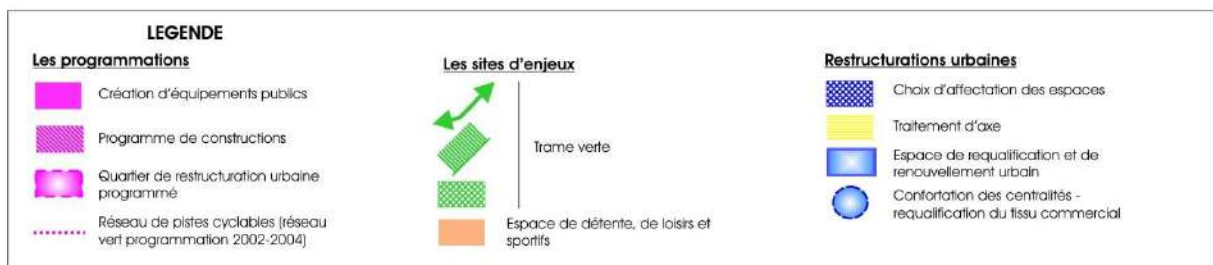 LEGENDE
Les programmations
Création d'équipements publics
Programme de constructions
Quartier de restructuration urbaine
programmé
Réseau de pistes cyclables (réseau
vert programmation 2002-2004)
Les sites d'enjeux
Trame verte
Espace de détente, de loisirs et
sportifs
Restructurations urbaines
Choix d'affectation des espaces
Traitement d'axe
Espace de requalification et de
renouvellement urbain
Confortation des centralités -
requalification du tissu commercial